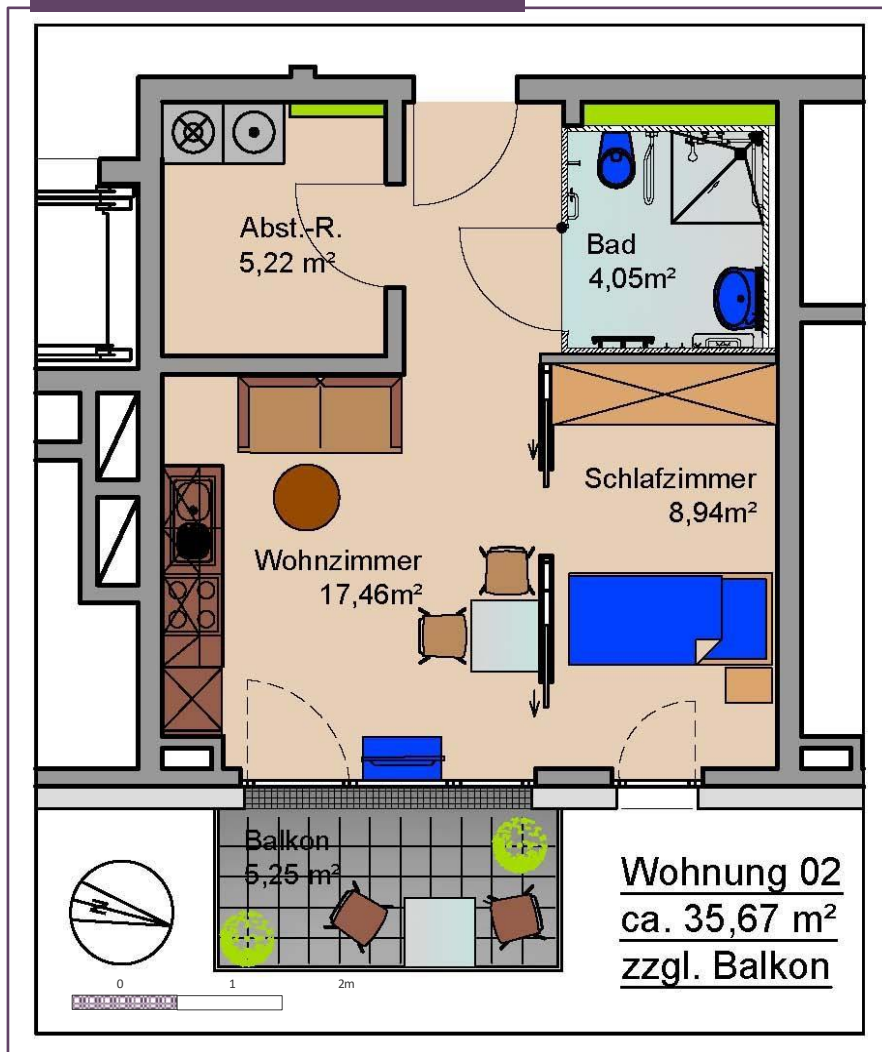 Abst.-R.
5,22 m²
Bad
4,05m²
Schlafzimmer
8,94m²
Wohnzimmer
17,46m²
Balkon
5,25 m²
Wohnung 02
ca. 35,67 m²
zzgl. Balkon
N
0 1 2m